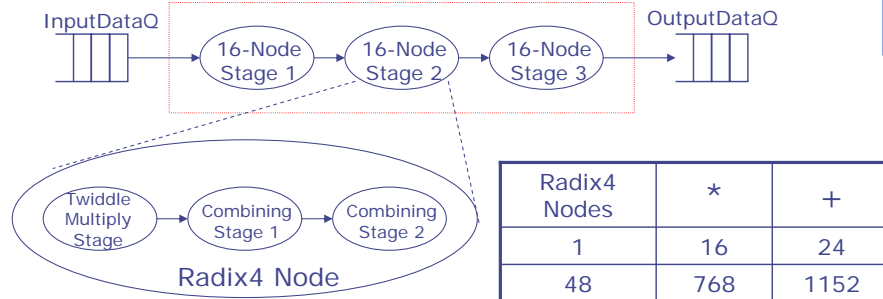 InputDataQ
OutputDataQ
16-Node
Stage 1
16-Node
Stage 2
16-Node
Stage 3
Twiddle
Multiply
Stage
Combining
Stage 1
Combining
Stage 2
Radix4 Node
Radix4
Nodes
*
+
1
16
24
48
768
1152